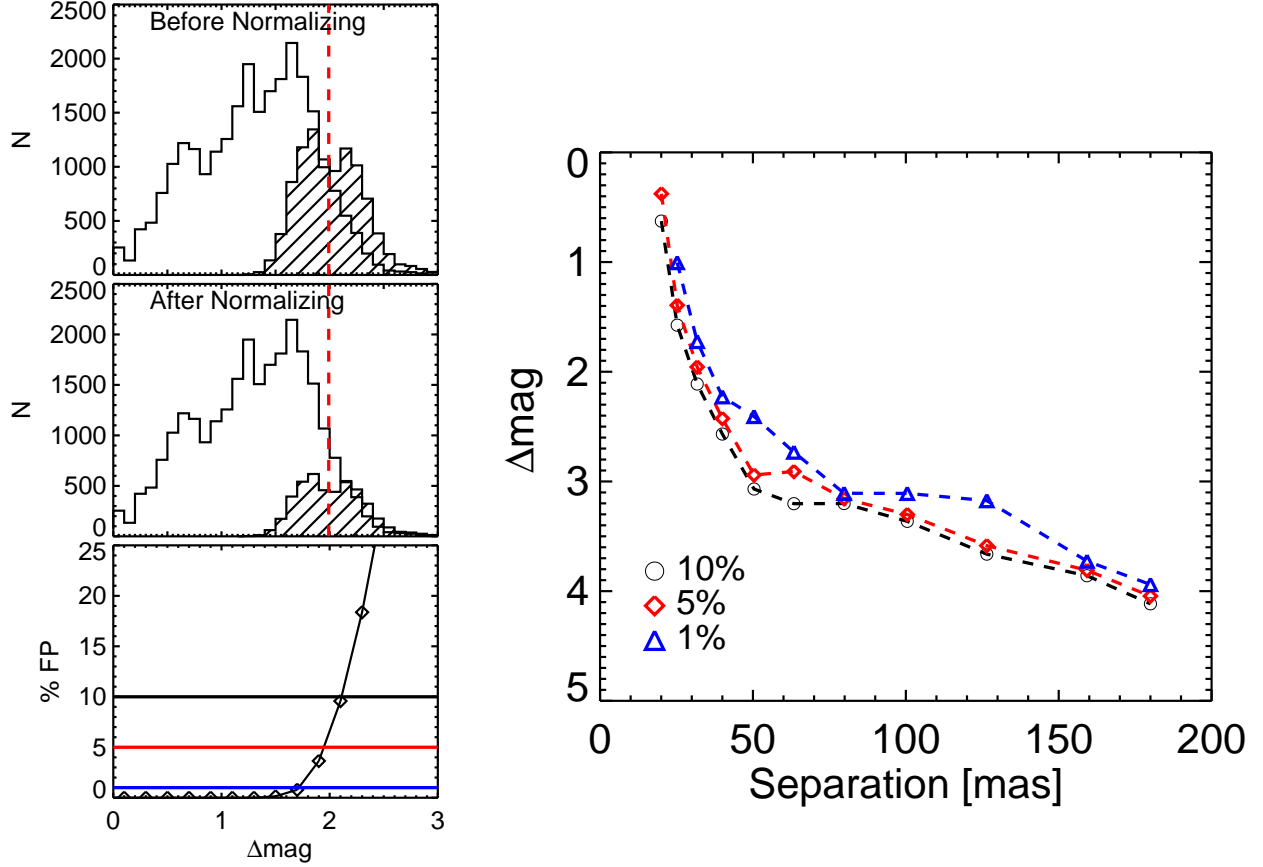 Before Normalizing
2500
2000
1500
1000
500
0
N
After Normalizing
2500
2000
1500
1000
500
0
N
25
20
15
10
5
0
% FP
0 1 2 3
Δmag
0
1
2
3
4
5
Δmag
10%
5%
1%
0 50 100 150 200
Separation [mas]